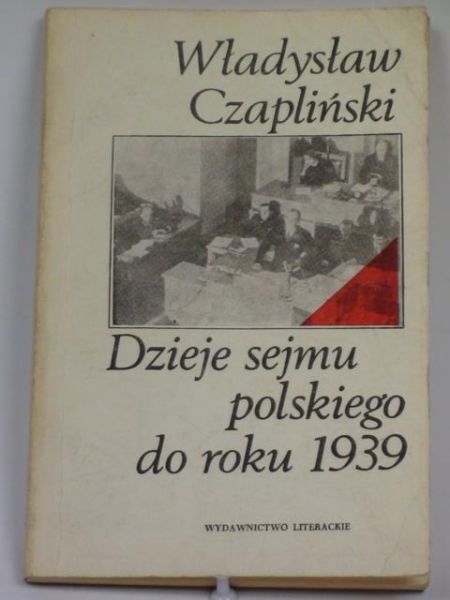 Władysław
Czapliński
Dzieje sejmu
polskiego
do roku 1939
WYDAWNICTWO LITERACKIE